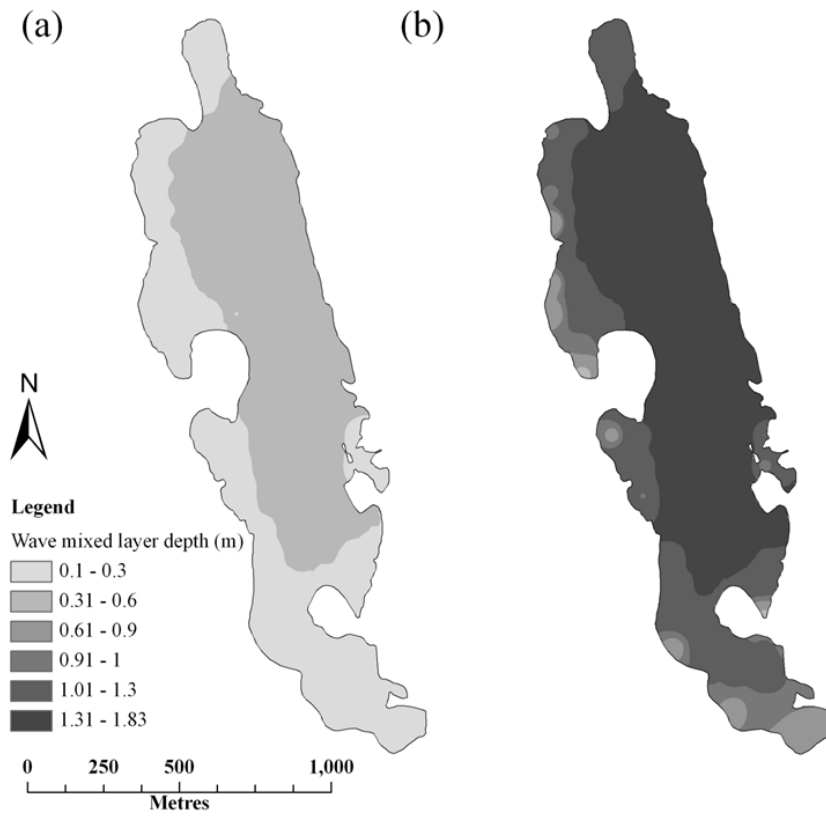 (a) (b)
N
Legend
Wave mixed layer depth (m)
0.1 - 0.3
0.31 - 0.6
0.61 - 0.9
0.91 - 1
1.01 - 1.3
1.31 - 1.83
0 250 500 1,000
Metres